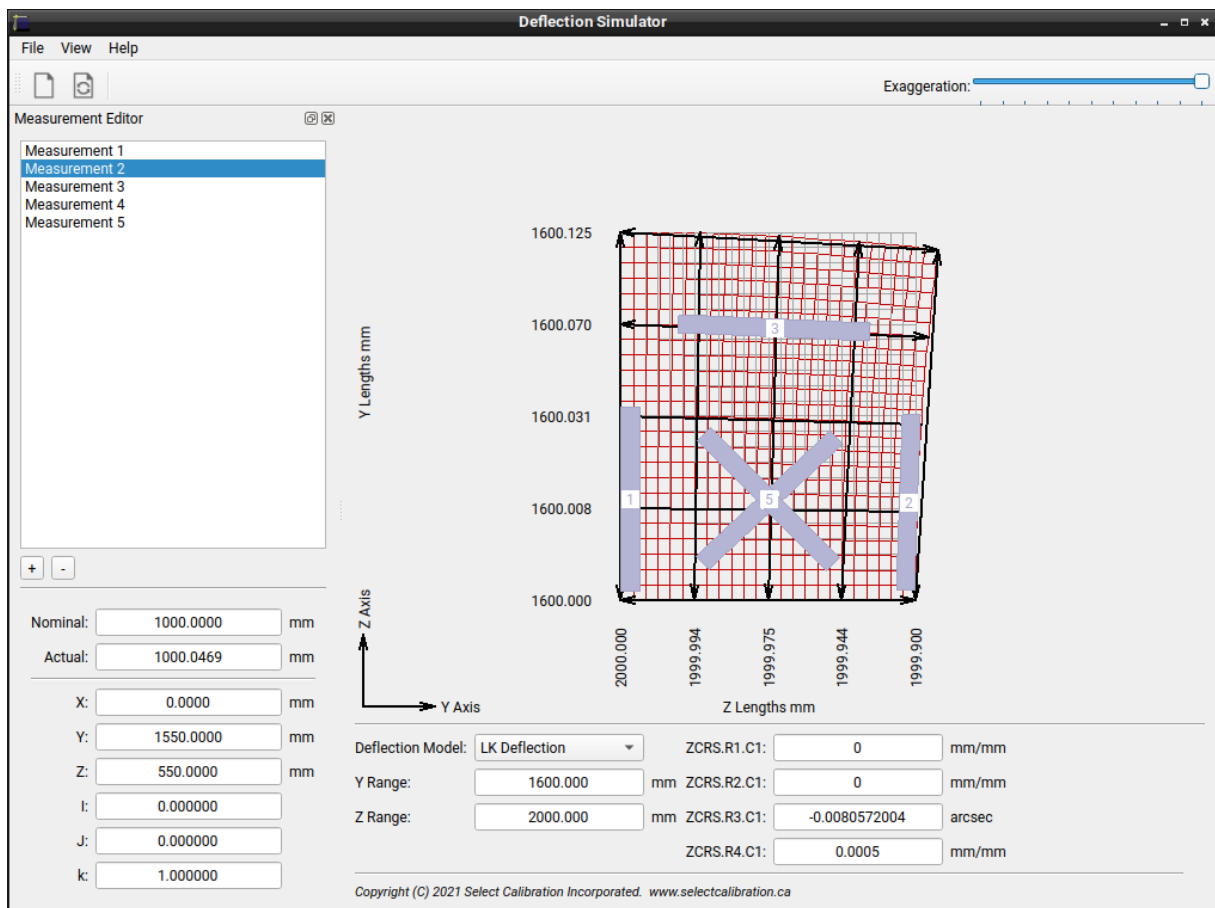 Deflection Simulator
File View Help
Exaggeration:
Measurement Editor
Measurement 1
Measurement 2
Measurement 3
Measurement 4
Measurement 5
+ -
Nominal: 1000.0000 mm
Actual: 1000.0469 mm
X: 0.0000 mm
Y: 1550.0000 mm
Z: 550.0000 mm
I: 0.000000
J: 0.000000
k: 1.000000
Y Lengths mm
1600.125
1600.070
1600.031
1600.008
1600.000
3
1
5
2
2000.000
1999.994
1999.975
1999.944
1999.900
Z Lengths mm
Z Axis
Y Axis
Deflection Model: LK Deflection ZCRS.R1.C1: 0 mm/mm
Y Range: 1600.000 mm ZCRS.R2.C1: 0 mm/mm
Z Range: 2000.000 mm ZCRS.R3.C1: -0.0080572004 arcsec
ZCRS.R4.C1: 0.0005 mm/mm
Copyright (C) 2021 Select Calibration Incorporated. www.selectcalibration.ca